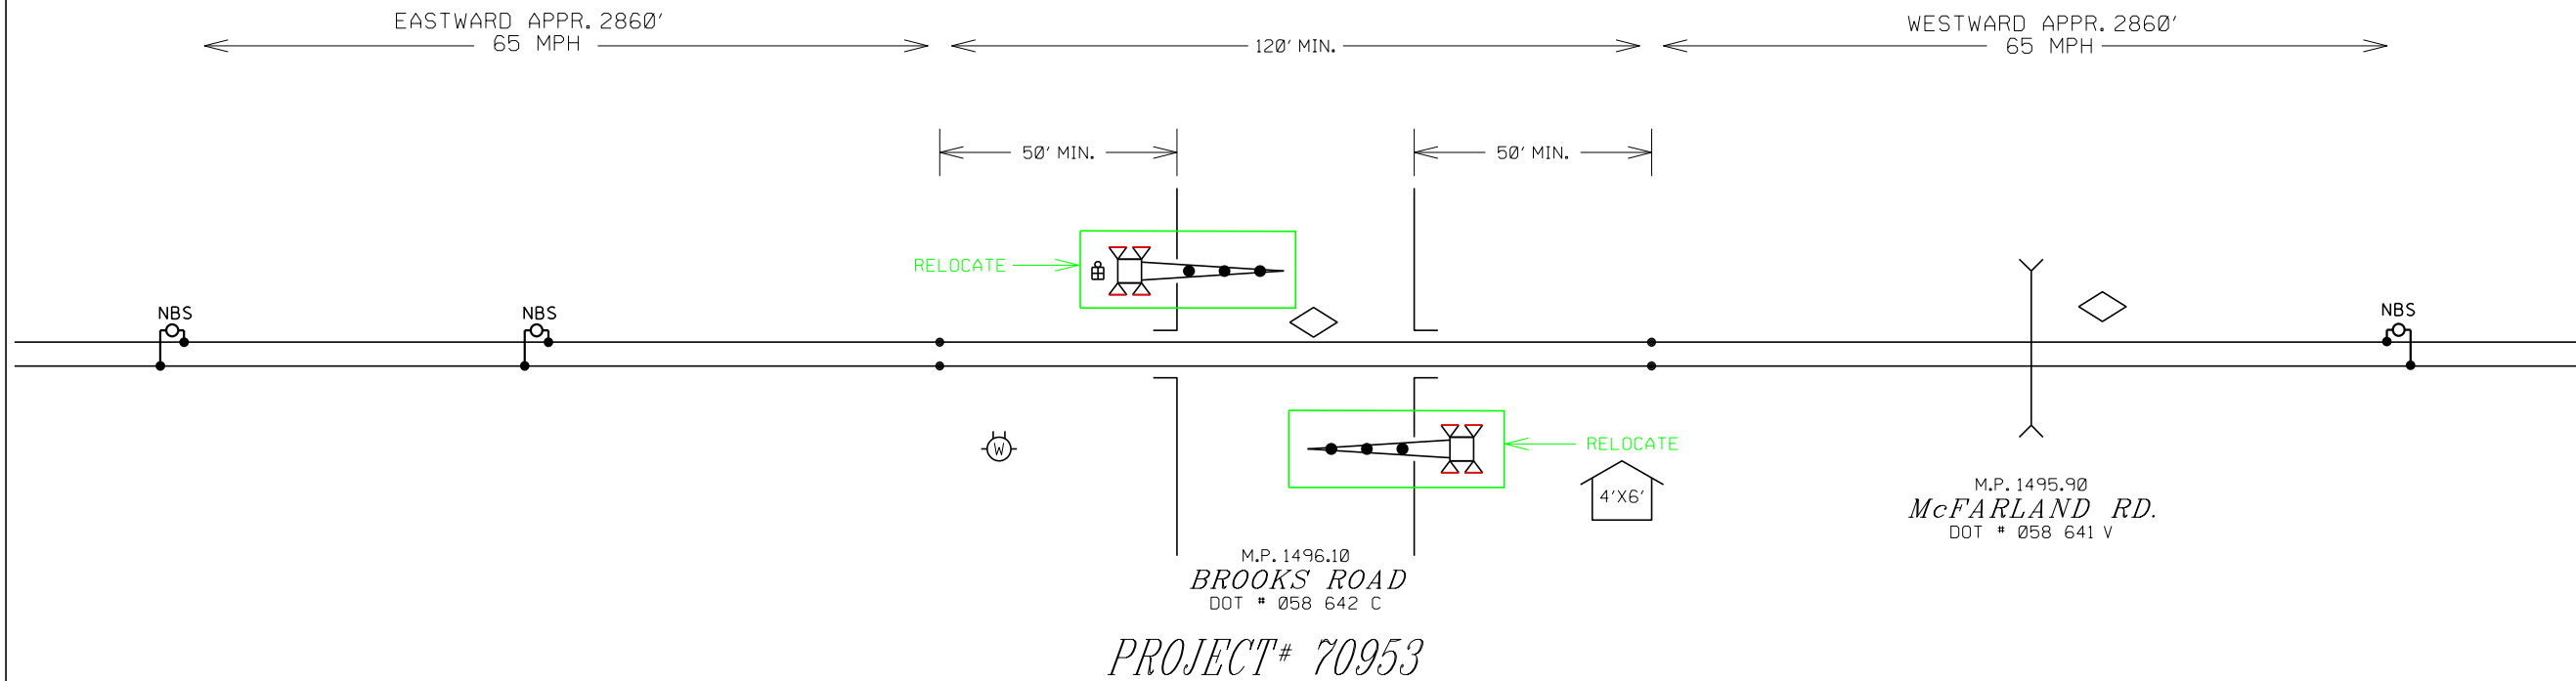 EASTWARD APPR. 2860'
65 MPH
120' MIN.
WESTWARD APPR. 2860'
65 MPH
50' MIN.
50' MIN.
RELOCATE
NBS
NBS
NBS
RELOCATE
W
4'X6'
M.P. 1495.90
McFARLAND RD.
DOT # 058 641 V
M.P. 1496.10
BROOKS ROAD
DOT # 058 642 C
PROJECT# 70953